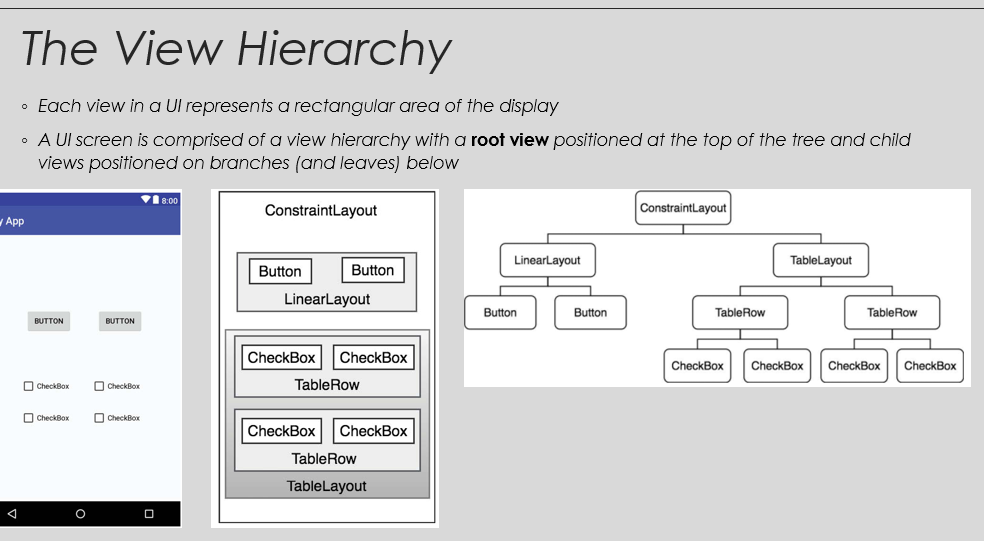 The View Hierarchy
◦ Each view in a UI represents a rectangular area of the display
◦ A UI screen is comprised of a view hierarchy with a root view positioned at the top of the tree and child
views positioned on branches (and leaves) below
8:00
y App
BUTTON BUTTON
CheckBox CheckBox
CheckBox CheckBox
ConstraintLayout
Button Button
LinearLayout
CheckBox CheckBox
TableRow
CheckBox CheckBox
TableRow
TableLayout
ConstraintLayout
LinearLayout TableLayout
Button Button TableRow TableRow
CheckBox CheckBox CheckBox CheckBox